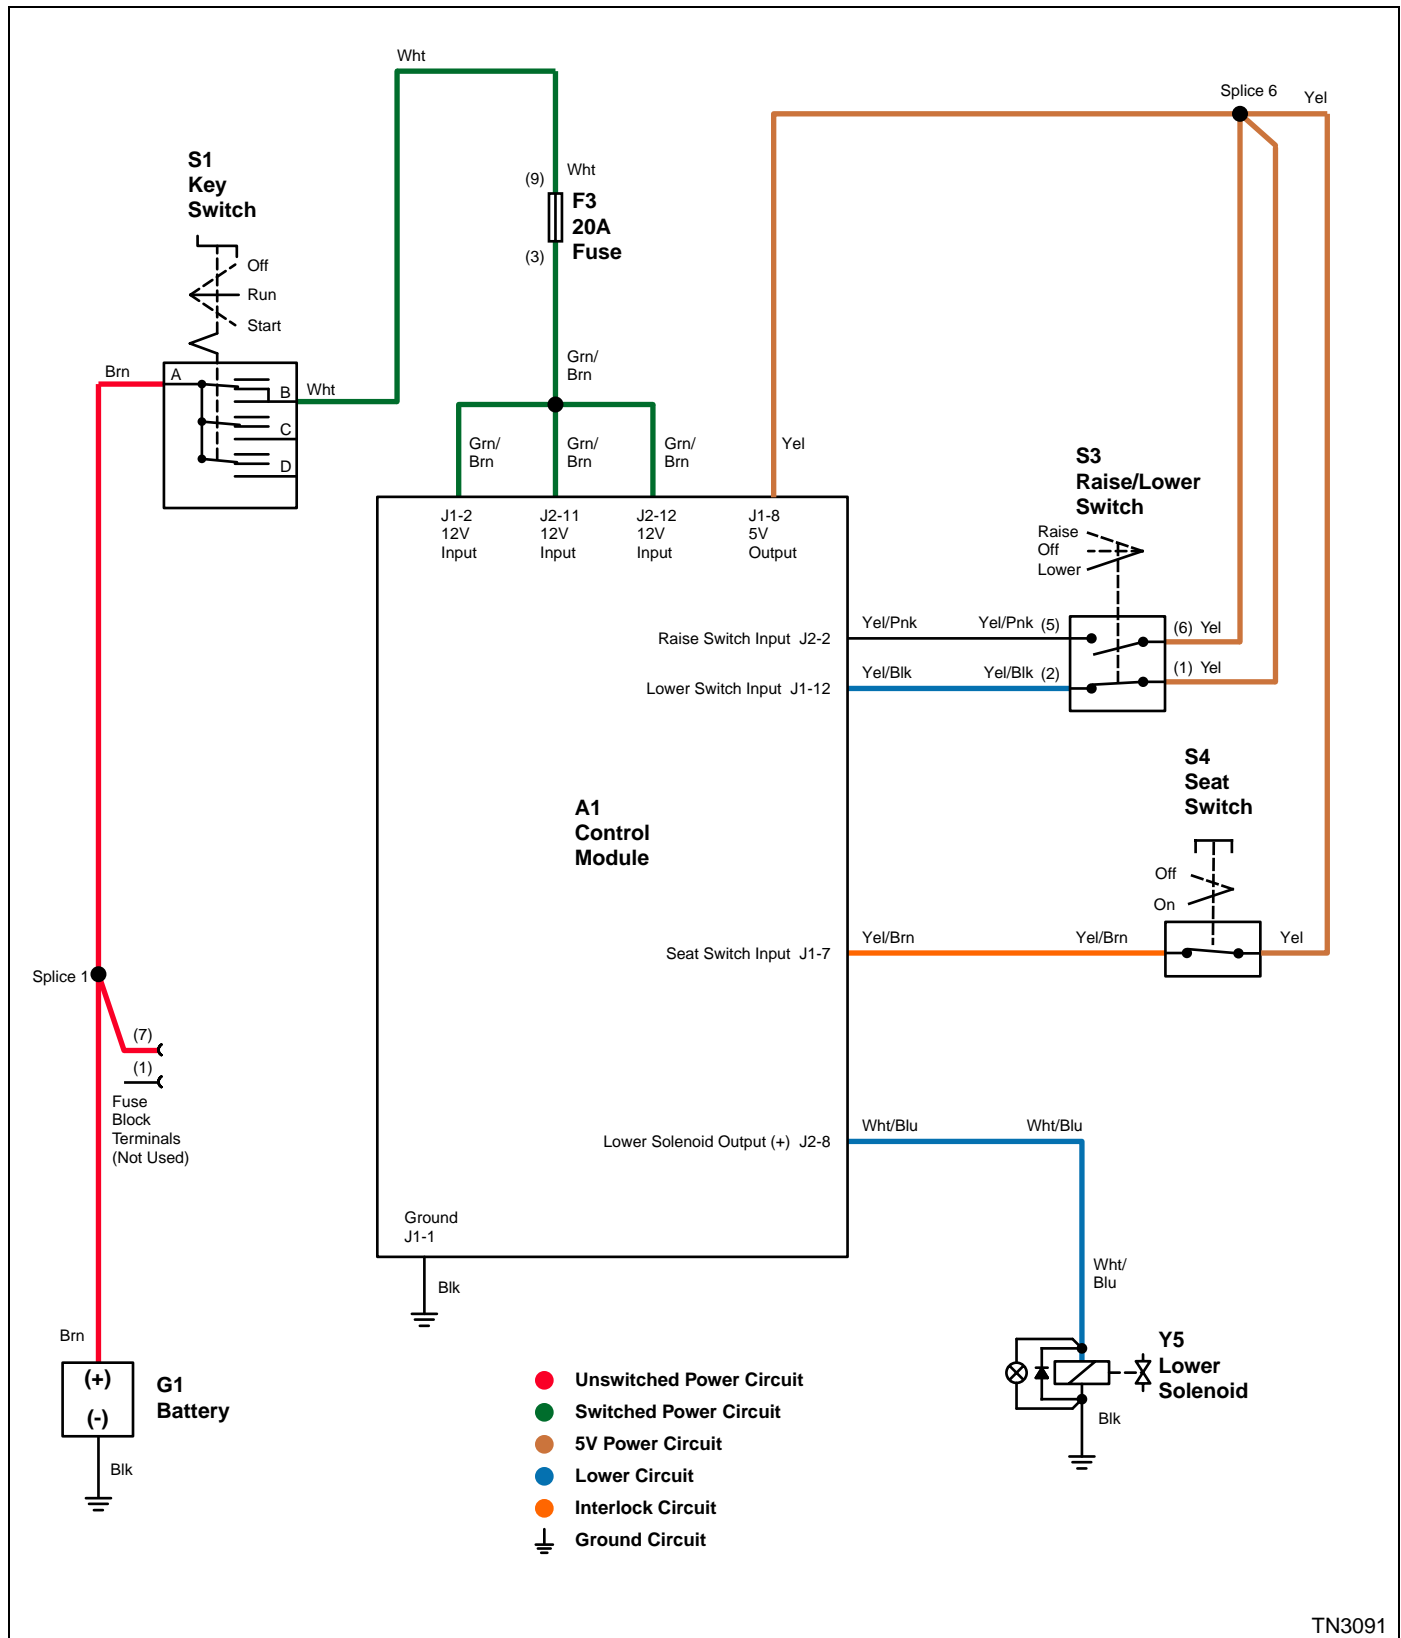 Wht
Splice 6
Yel
S1
Key
Switch
(9)
Wht
F3
20A
Fuse
(3)
Off
Run
Start
Brn
A
B
Wht
C
D
Grn/
Brn
Grn/
Brn
Grn/
Brn
Grn/
Brn
Yel
S3
Raise/Lower
Switch
Raise
Off
Lower
J1-2
12V
Input
J2-11
12V
Input
J2-12
12V
Input
J1-8
5V
Output
Raise Switch Input J2-2
Yel/Pnk
Yel/Pnk (5)
(6) Yel
Lower Switch Input J1-12
Yel/Blk
Yel/Blk (2)
(1) Yel
S4
Seat
Switch
Off
On
A1
Control
Module
Seat Switch Input J1-7
Yel/Brn
Yel/Brn
Yel
Splice 1
(7)
(1)
Fuse
Block
Terminals
(Not Used)
Lower Solenoid Output (+) J2-8
Wht/Blu
Wht/Blu
Ground
J1-1
Blk
Wht/
Blu
Brn
(+)
(-)
G1
Battery
Blk
Y5
Lower
Solenoid
Blk
Unswitched Power Circuit
Switched Power Circuit
5V Power Circuit
Lower Circuit
Interlock Circuit
Ground Circuit
TN3091